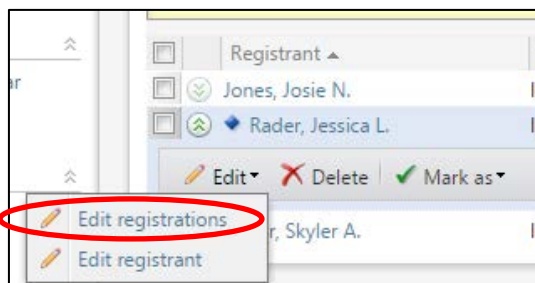 Registrant
ar
Jones, Josie N.
Rader, Jessica L.
Edit Delete Mark as
Edit registrations
r, Skyler A.
Edit registrant